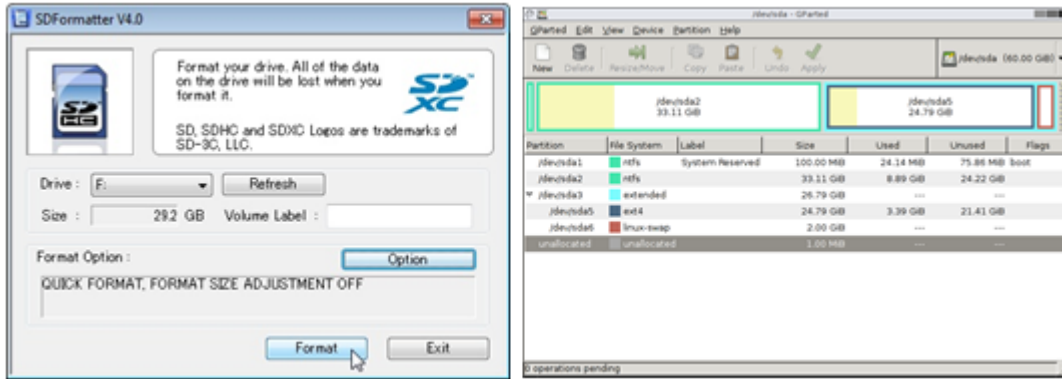 SDFormatter V4.0
Format your drive. All of the data
on the drive will be lost when you
format it.
SD, SDHC and SDXC Logos are trademarks of
SD-3C, LLC.
SD
HC
SD
XC
Drive : F: Refresh
Size : 29.2 GB Volume Label :
Format Option : Option
QUICK FORMAT, FORMAT SIZE ADJUSTMENT OFF
Format Exit
/dev/sda - GParted
GParted Edit View Device Partition Help
New Delete Resize/Move Copy Paste Undo Apply /dev/sda (60.00 GiB)
/dev/sda2 /dev/sda5
33.11 GiB 24.79 GiB
Partition File System Label Size Used Unused Flags
/dev/sda1 ntfs System Reserved 100.00 MiB 24.14 MiB 75.86 MiB boot
/dev/sda2 ntfs 33.11 GiB 8.89 GiB 24.22 GiB
/dev/sda3 extended 26.79 GiB --- ---
/dev/sda5 ext4 24.79 GiB 3.39 GiB 21.41 GiB
/dev/sda6 linux-swap 2.00 GiB --- ---
unallocated unallocated 1.00 MiB --- ---
0 operations pending